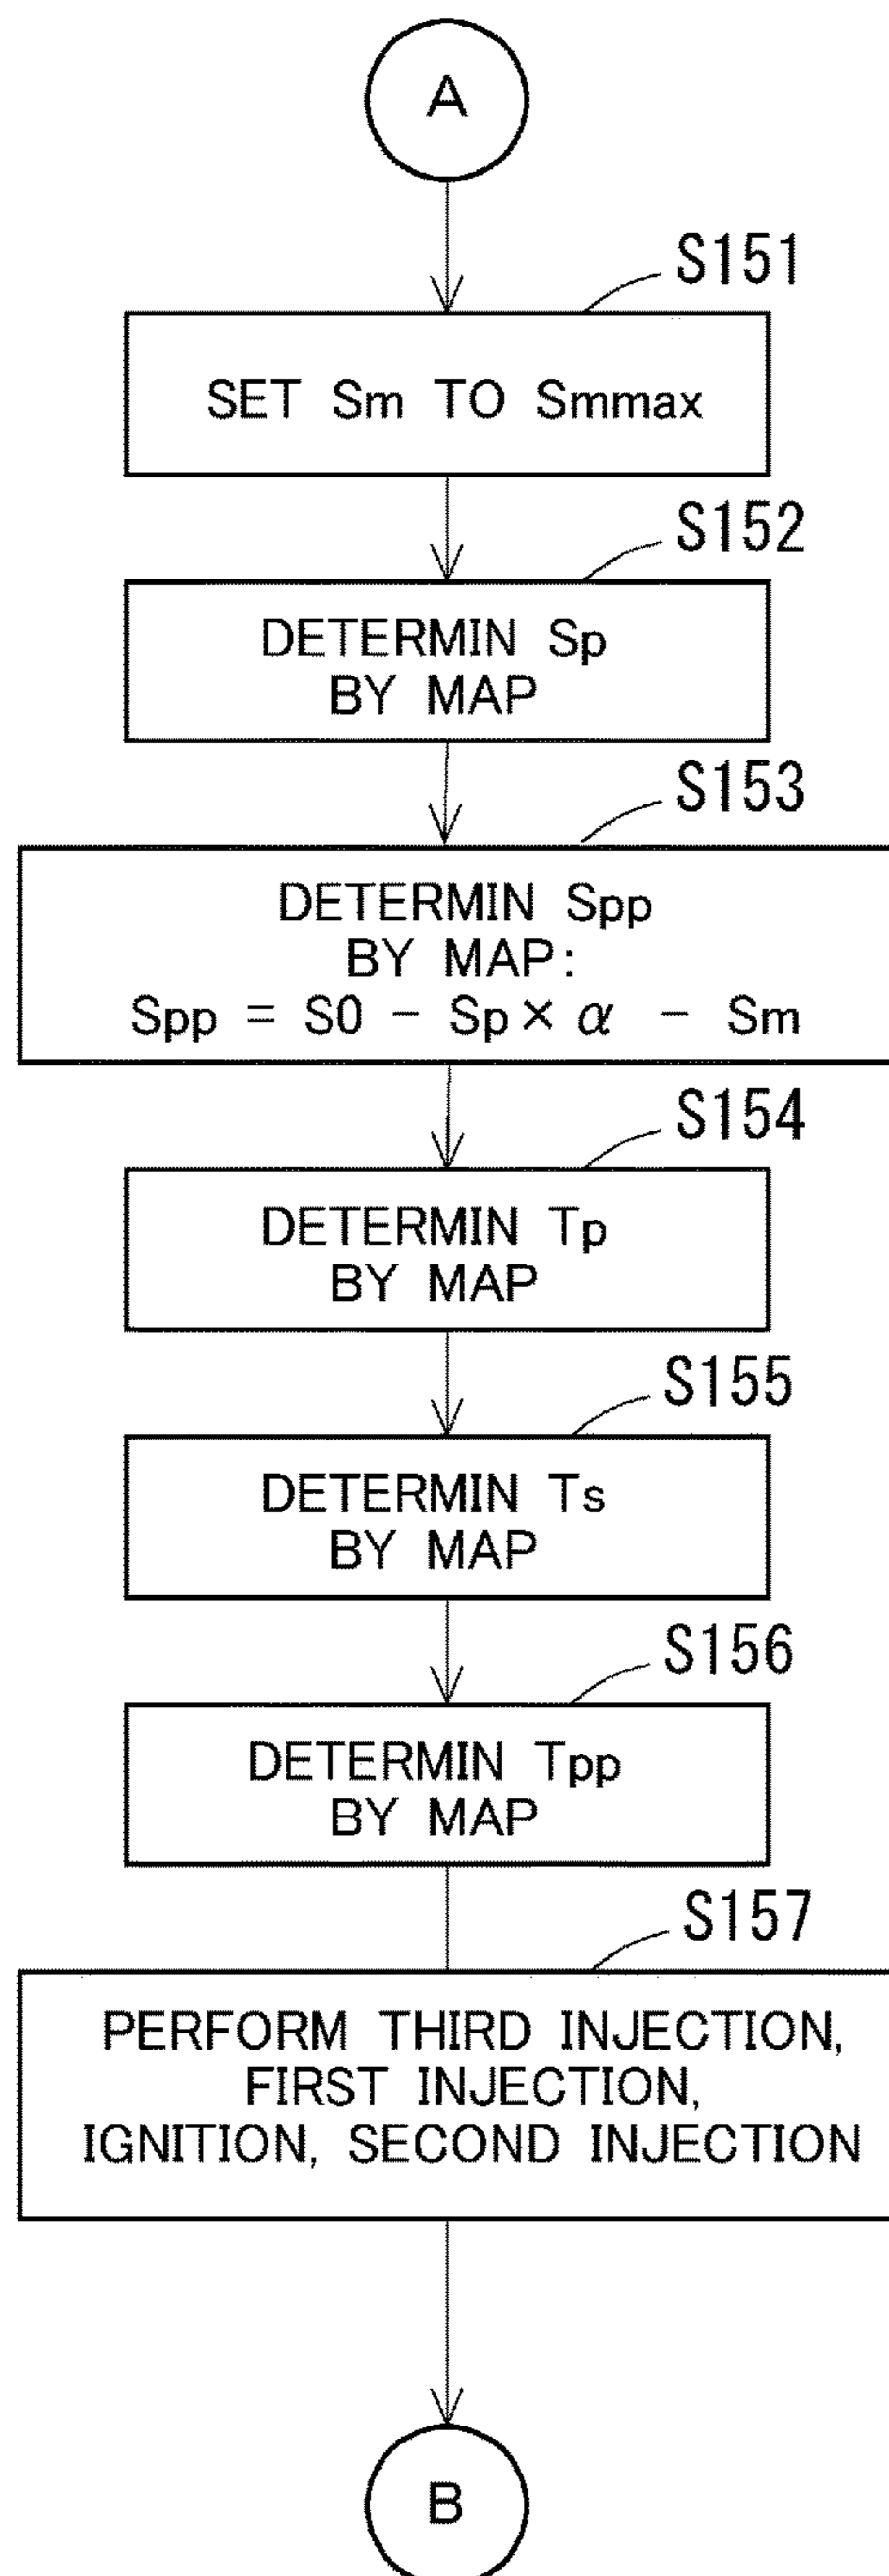 A
S151
SET Sm TO Smmax
S152
DETERMIN Sp
BY MAP
S153
DETERMIN Spp
BY MAP:
Spp = S0 − Sp × α − Sm
S154
DETERMIN Tp
BY MAP
S155
DETERMIN Ts
BY MAP
S156
DETERMIN Tpp
BY MAP
S157
PERFORM THIRD INJECTION,
FIRST INJECTION,
IGNITION, SECOND INJECTION
B